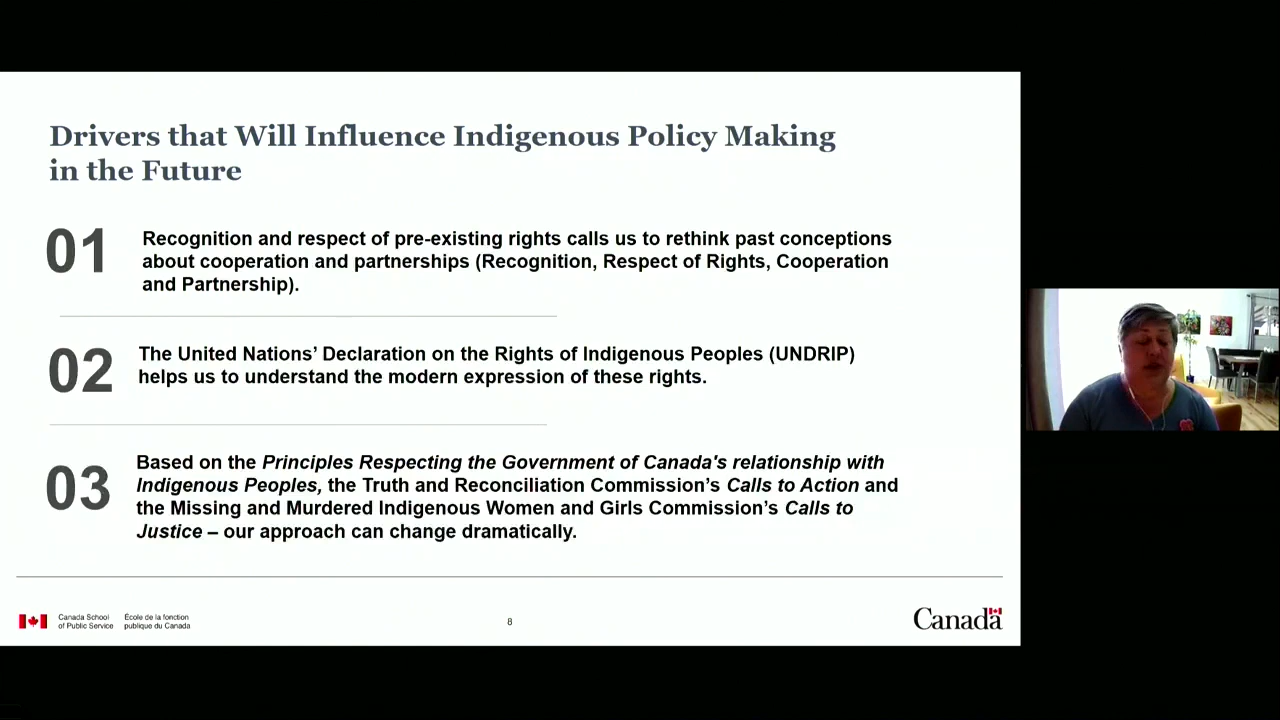 Drivers that Will Influence Indigenous Policy Making
in the Future
01
Recognition and respect of pre-existing rights calls us to rethink past conceptions
about cooperation and partnerships (Recognition, Respect of Rights, Cooperation
and Partnership).
02
The United Nations’ Declaration on the Rights of Indigenous Peoples (UNDRIP)
helps us to understand the modern expression of these rights.
03
Based on the Principles Respecting the Government of Canada's relationship with
Indigenous Peoples, the Truth and Reconciliation Commission’s Calls to Action and
the Missing and Murdered Indigenous Women and Girls Commission’s Calls to
Justice – our approach can change dramatically.
Canada School
of Public Service
École de la fonction
publique du Canada
8
Canada